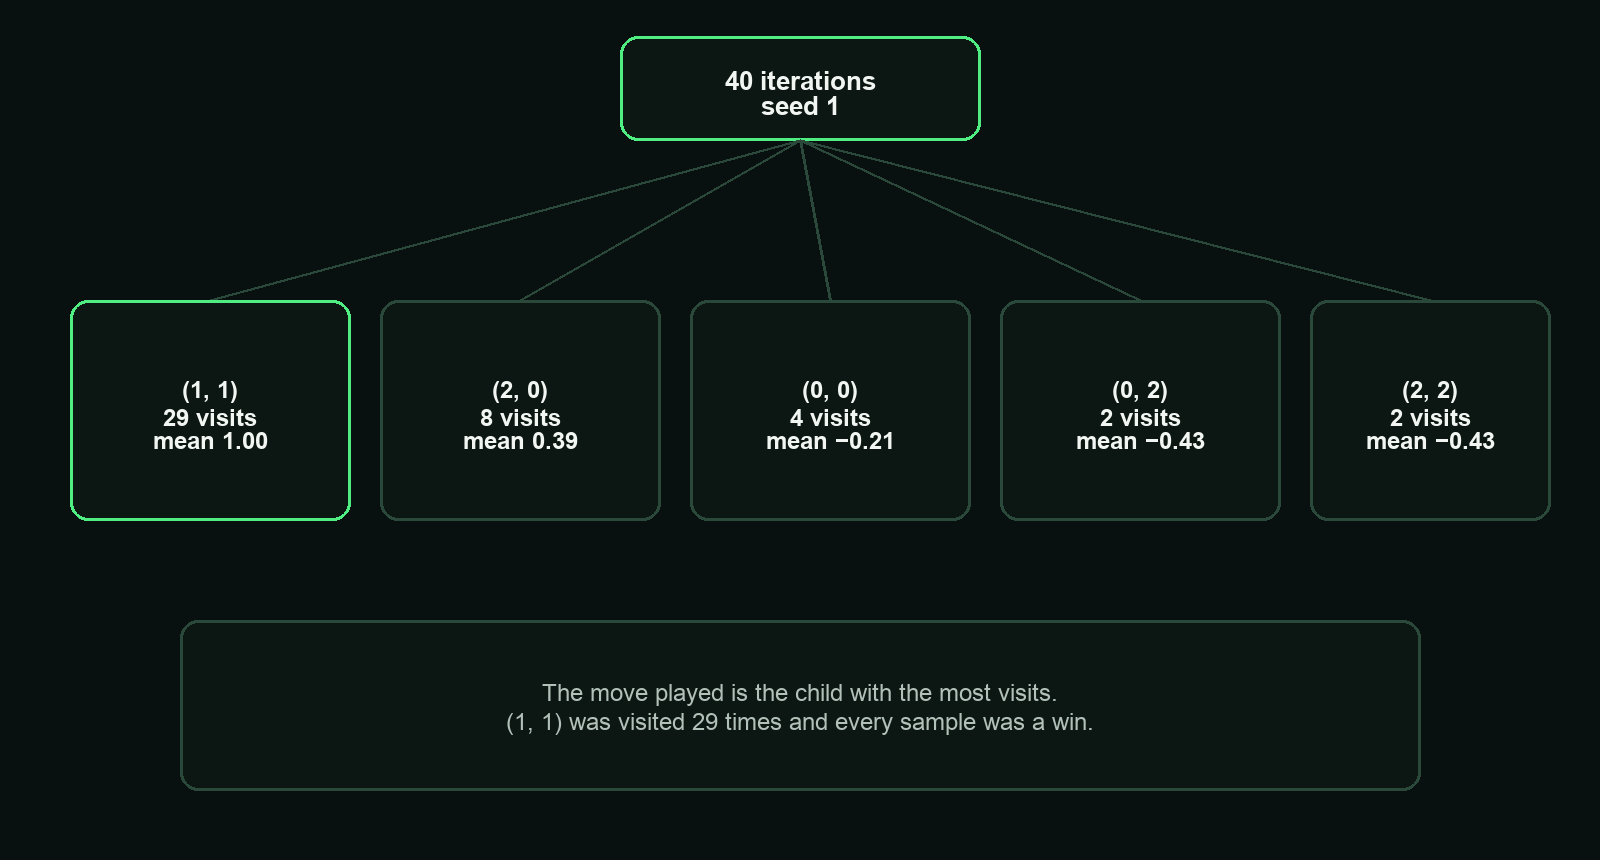 40 iterations
seed 1
(1, 1)
29 visits
mean 1.00
(2, 0)
8 visits
mean 0.39
(0, 0)
4 visits
mean −0.21
(0, 2)
2 visits
mean −0.43
(2, 2)
2 visits
mean −0.43
The move played is the child with the most visits.
(1, 1) was visited 29 times and every sample was a win.